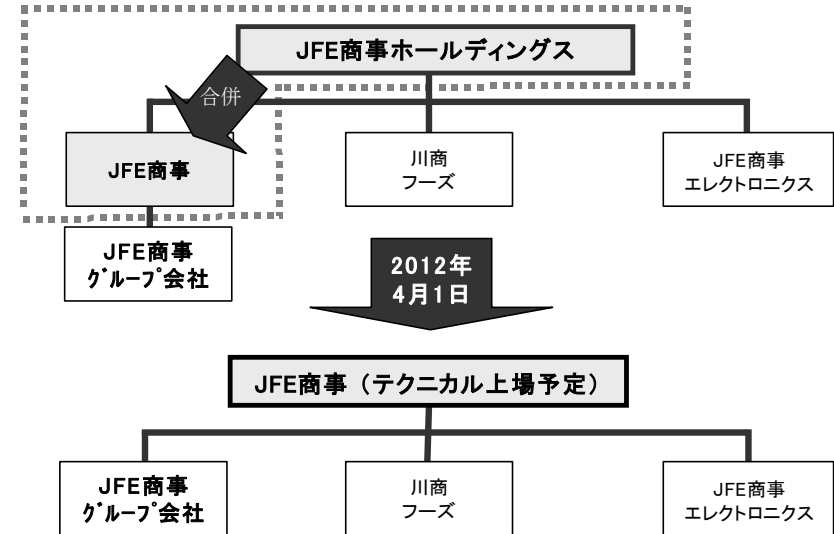 JFE商事ホールディングス
合併
JFE商事
川商
フーズ
JFE商事
エレクトロニクス
JFE商事
グループ会社
2012年
4月1日
JFE商事（テクニカル上場予定）
JFE商事
グループ会社
川商
フーズ
JFE商事
エレクトロニクス